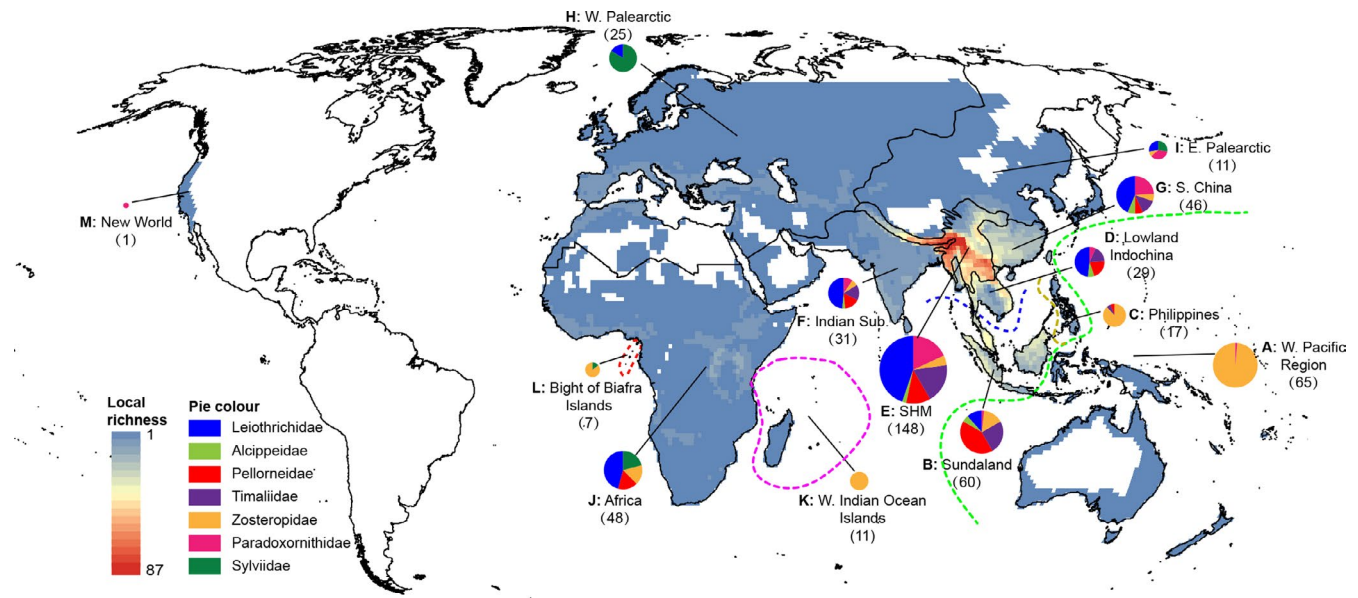 H: W. Palearctic
(25)
I: E. Palearctic
(11)
G: S. China
(46)
M: New World
(1)
D: Lowland
Indochina
(29)
F: Indian Sub.
(31)
C: Philippines
(17)
A: W. Pacific
Region
(65)
L: Bight of Biafra
Islands
(7)
E: SHM
(148)
B: Sundaland
(60)
J: Africa
(48)
K: W. Indian Ocean
Islands
(11)
Local
richness
1
87
Pie colour
Leiothrichidae
Alcippeidae
Pellorneidae
Timaliidae
Zosteropidae
Paradoxornithidae
Sylviidae